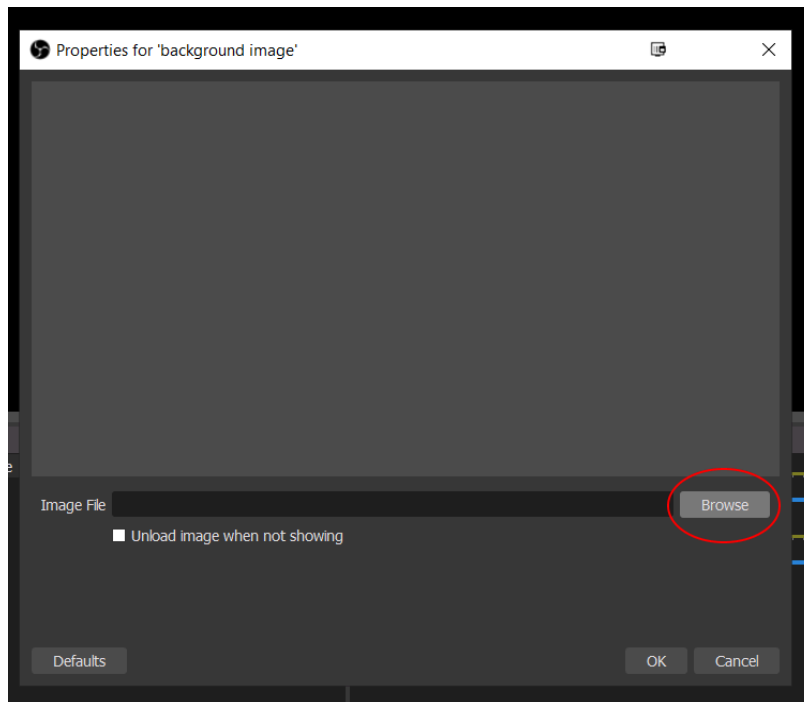 Properties for 'background image'
e
Image File
Browse
Unload image when not showing
Defaults
OK
Cancel